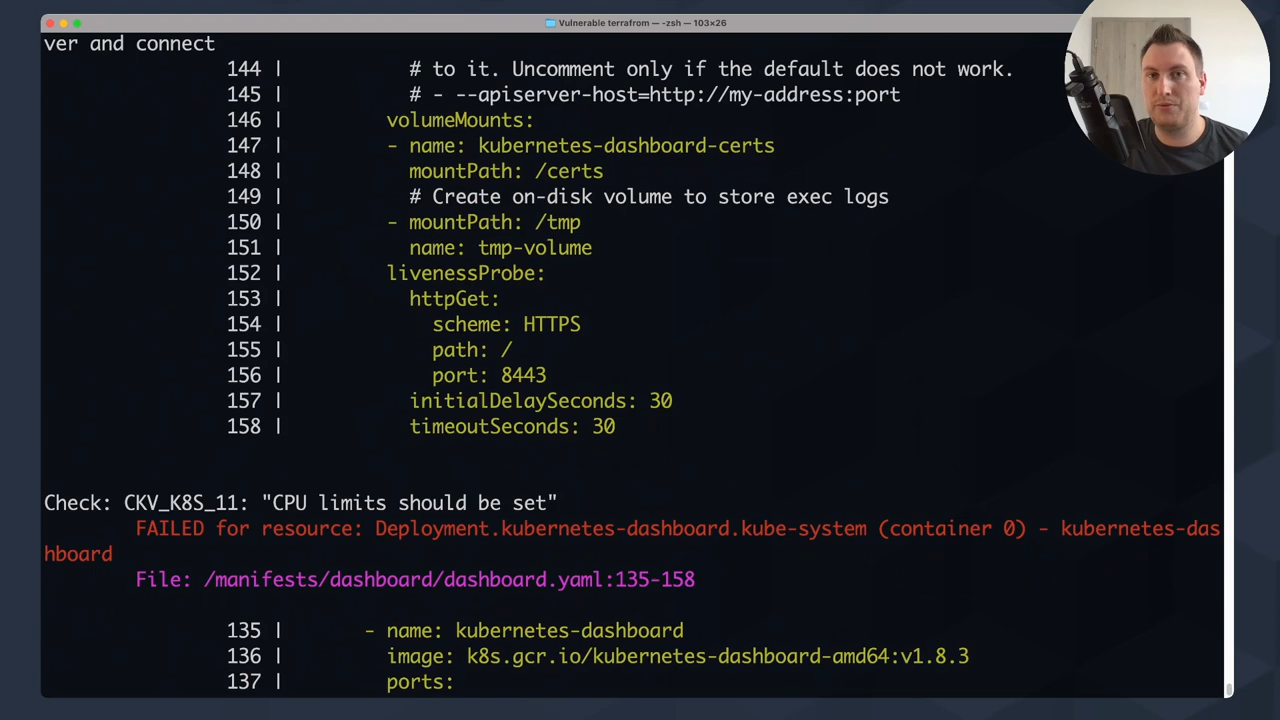 Vulnerable terrafrom — -zsh — 103×26
ver and connect
144 | # to it. Uncomment only if the default does not work.
145 | # - --apiserver-host=http://my-address:port
146 | volumeMounts:
147 | - name: kubernetes-dashboard-certs
148 | mountPath: /certs
149 | # Create on-disk volume to store exec logs
150 | - mountPath: /tmp
151 | name: tmp-volume
152 | livenessProbe:
153 | httpGet:
154 | scheme: HTTPS
155 | path: /
156 | port: 8443
157 | initialDelaySeconds: 30
158 | timeoutSeconds: 30
Check: CKV_K8S_11: "CPU limits should be set"
FAILED for resource: Deployment.kubernetes-dashboard.kube-system (container 0) - kubernetes-das
hboard
File: /manifests/dashboard/dashboard.yaml:135-158
135 | - name: kubernetes-dashboard
136 | image: k8s.gcr.io/kubernetes-dashboard-amd64:v1.8.3
137 | ports: